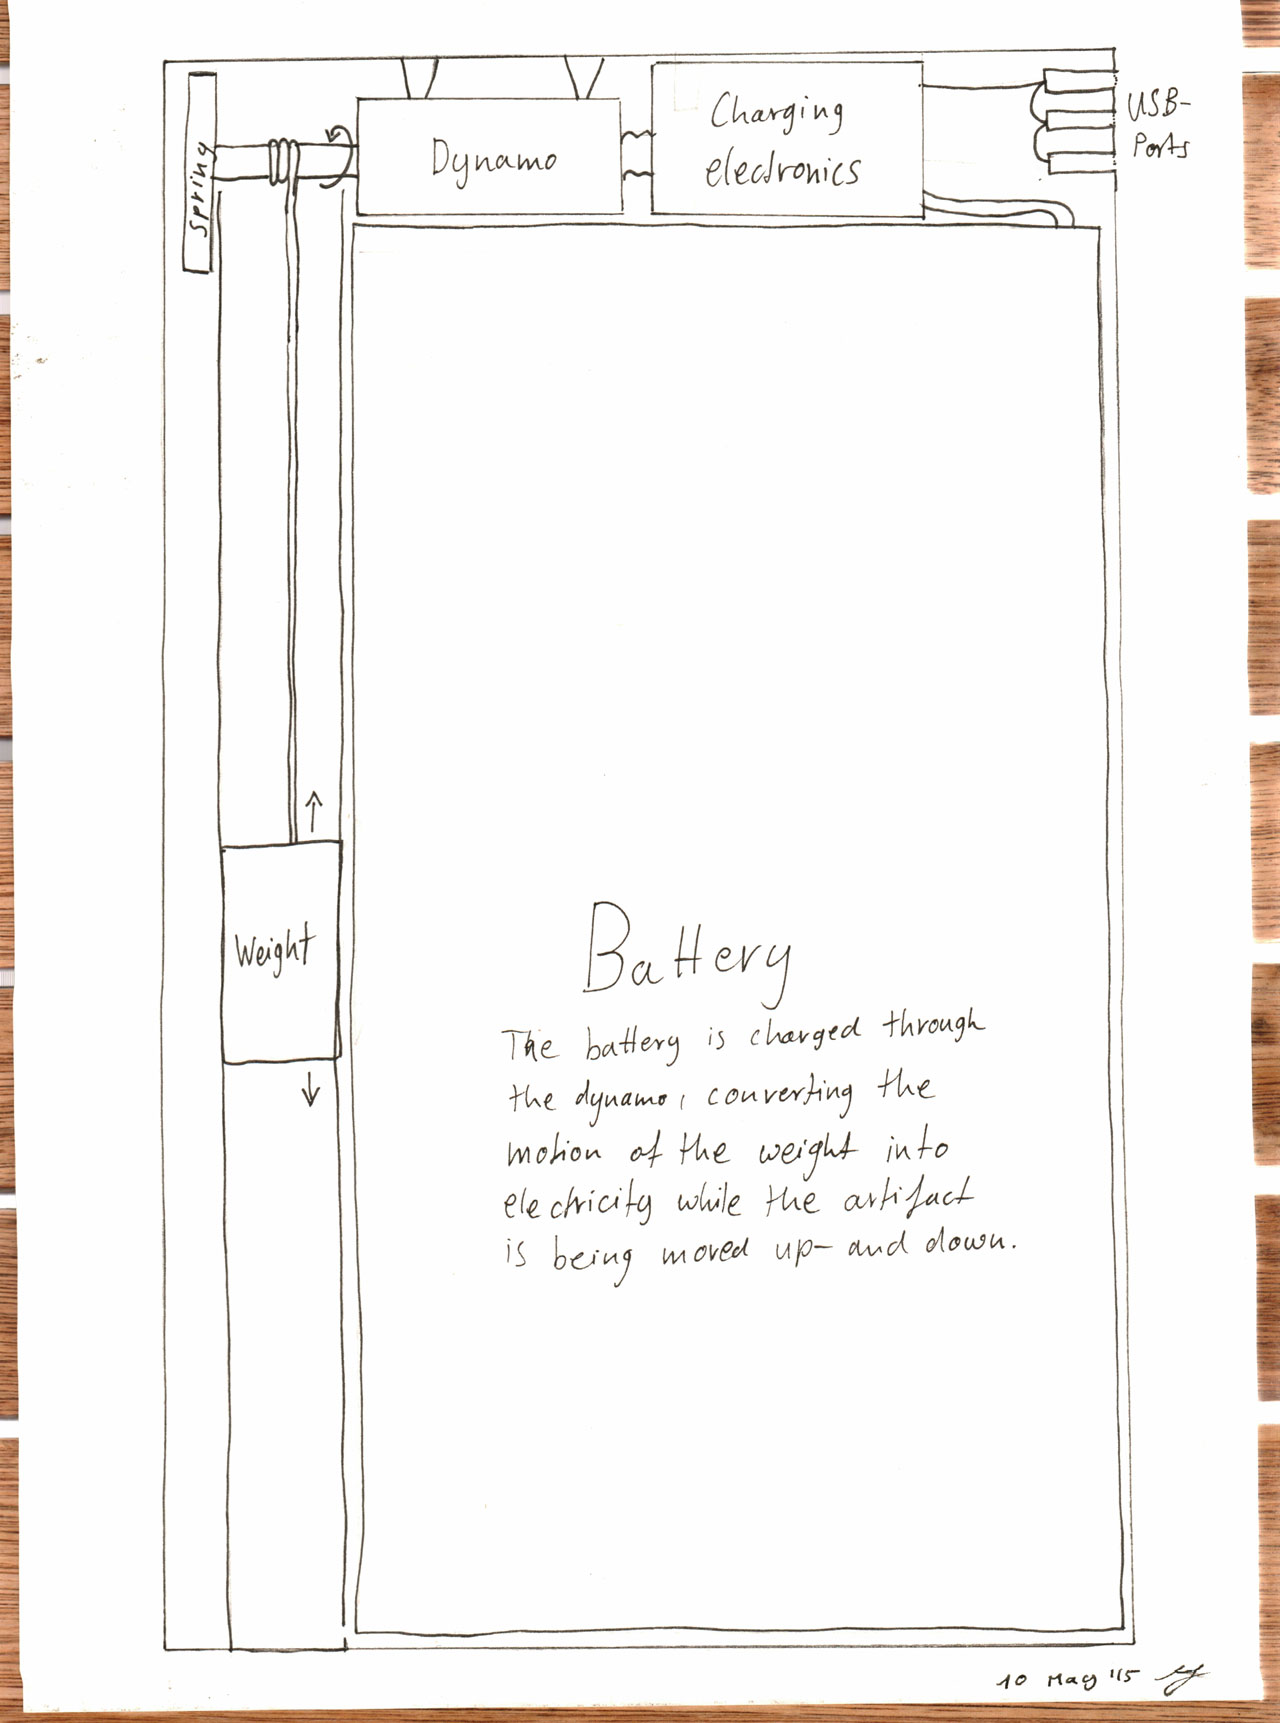 Spring
Dynamo
Charging
electronics
USB-
Ports
Weight
Battery
The battery is charged through
the dynamo, converting the
motion of the weight into
electricity while the artifact
is being moved up- and down.
10 May '15